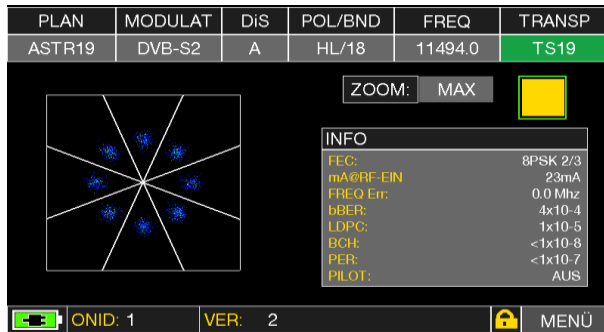 PLAN MODULAT DiS POL/BND FREQ TRANSP
ASTR19 DVB-S2 A HL/18 11494.0 TS19
ZOOM: MAX
INFO
FEC: 8PSK 2/3
mA@RF-EIN 23mA
FREQ Err: 0.0 Mhz
bBER: 4x10-4
LDPC: 1x10-5
BCH: <1x10-8
PER: <1x10-7
PILOT: AUS
ONID: 1 VER: 2 MENÜ